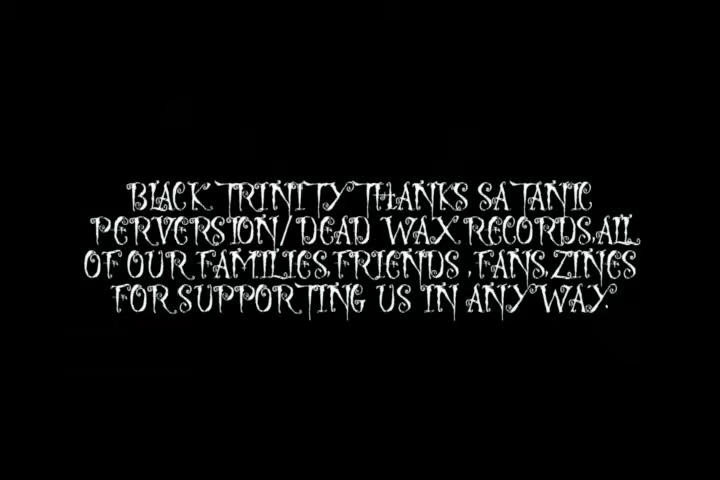 BLACK TRINITY THANKS SATANIC
PERVERSION/DEAD WAX RECORDS,ALL
OF OUR FAMILIES,FRIENDS ,FANS,ZINES
FOR SUPPORTING US IN ANY WAY.